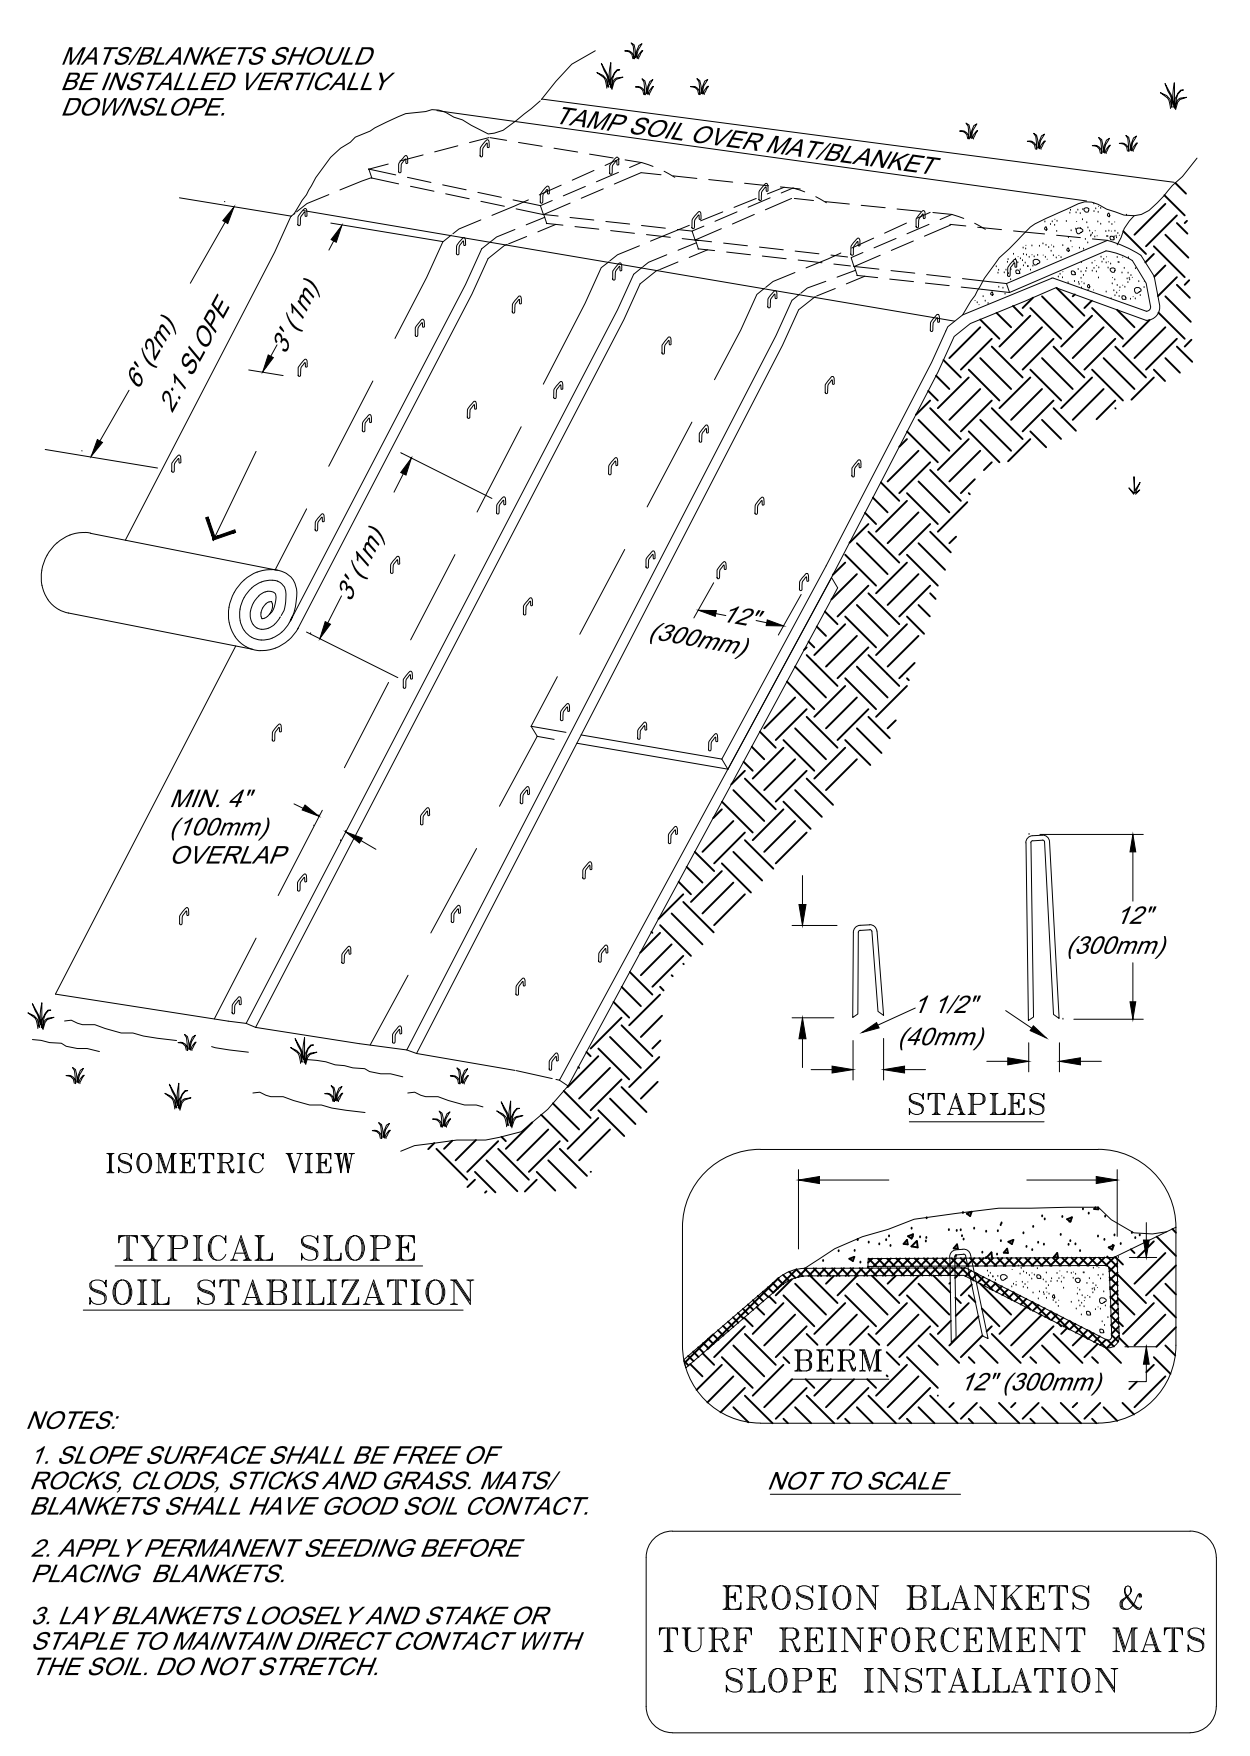 MATS/BLANKETS SHOULD
BE INSTALLED VERTICALLY
DOWNSLOPE.
TAMP SOIL OVER MAT/BLANKET
6' (2m)
2:1 SLOPE
3' (1m)
3' (1m)
12"
(300mm)
MIN. 4"
(100mm)
OVERLAP
12"
(300mm)
1 1/2"
(40mm)
STAPLES
ISOMETRIC VIEW
TYPICAL SLOPE
SOIL STABILIZATION
BERM
12" (300mm)
NOT TO SCALE
NOTES:
1. SLOPE SURFACE SHALL BE FREE OF
ROCKS, CLODS, STICKS AND GRASS. MATS/
BLANKETS SHALL HAVE GOOD SOIL CONTACT.
2. APPLY PERMANENT SEEDING BEFORE
PLACING BLANKETS.
3. LAY BLANKETS LOOSELY AND STAKE OR
STAPLE TO MAINTAIN DIRECT CONTACT WITH
THE SOIL. DO NOT STRETCH.
EROSION BLANKETS &
TURF REINFORCEMENT MATS
SLOPE INSTALLATION